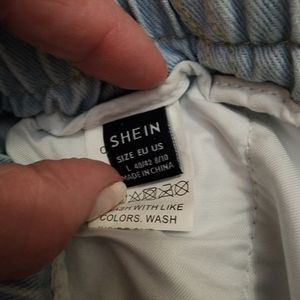 SHEIN
SIZE EU US
L 40/42 8/10
MADE IN CHINA
WITH LIKE
COLORS. WASH